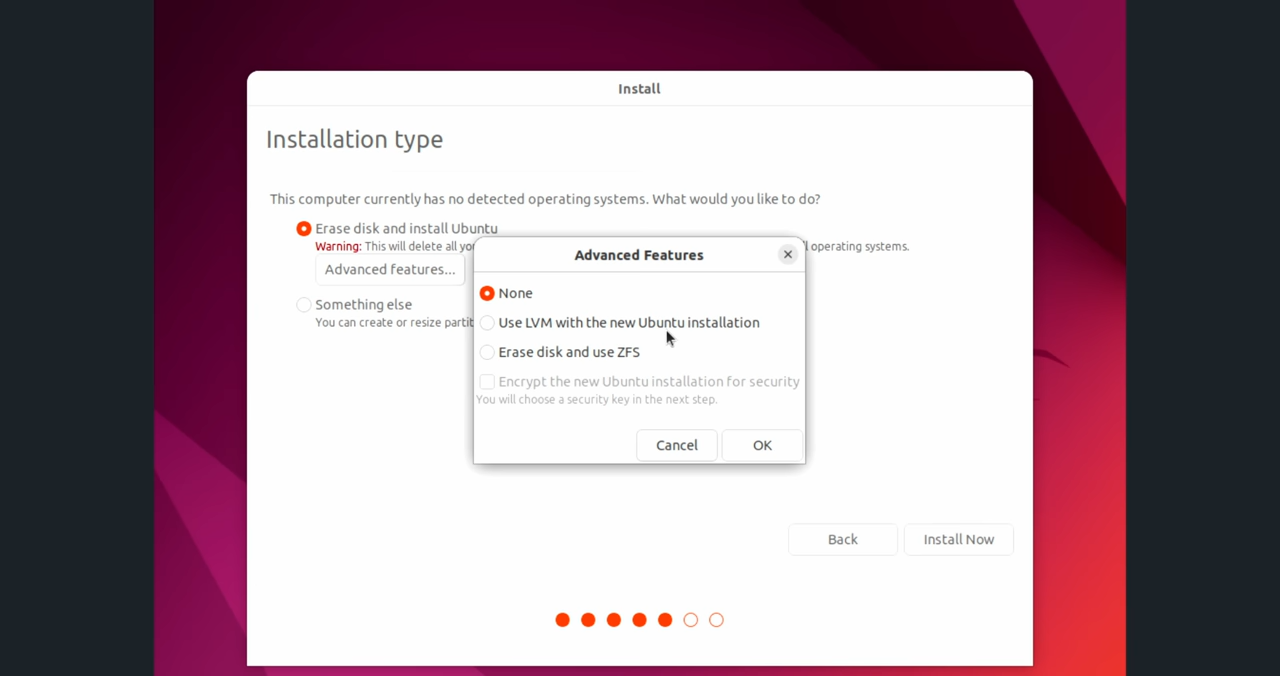 Install
Installation type
This computer currently has no detected operating systems. What would you like to do?
Erase disk and install Ubuntu
Warning: This will delete all yo
l operating systems.
Advanced features...
Something else
You can create or resize partit
Advanced Features
None
Use LVM with the new Ubuntu installation
Erase disk and use ZFS
Encrypt the new Ubuntu installation for security
You will choose a security key in the next step.
Cancel
OK
Back
Install Now